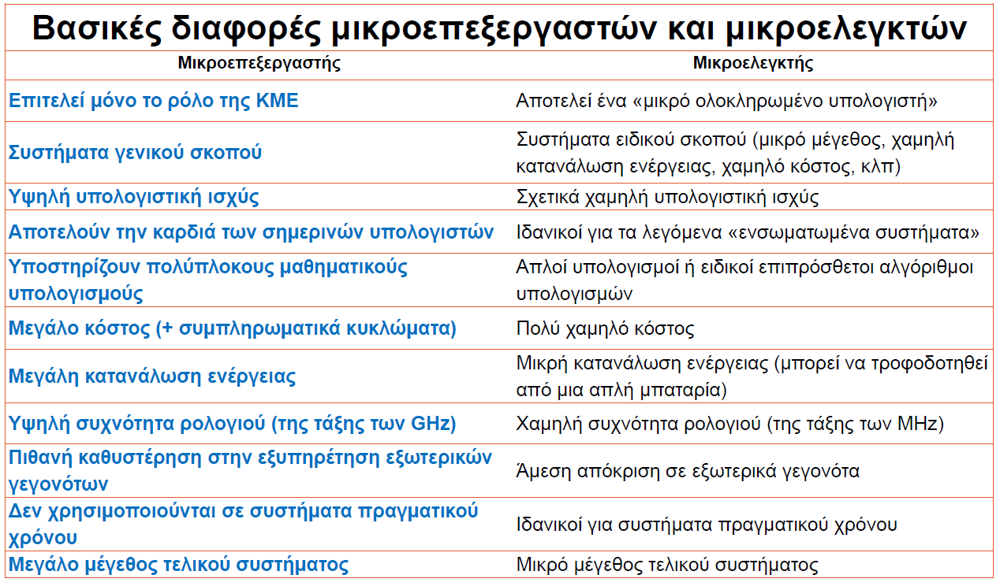 Βασικές διαφορές μικροεπεξεργαστών και μικροελεγκτών
Μικροεπεξεργαστής
Μικροελεγκτής
Επιτελεί μόνο το ρόλο της ΚΜΕ
Αποτελεί ένα «μικρό ολοκληρωμένο υπολογιστή»
Συστήματα γενικού σκοπού
Συστήματα ειδικού σκοπού (μικρό μέγεθος, χαμηλή
κατανάλωση ενέργειας, χαμηλό κόστος, κλπ)
Υψηλή υπολογιστική ισχύς
Σχετικά χαμηλή υπολογιστική ισχύς
Αποτελούν την καρδιά των σημερινών υπολογιστών
Ιδανικοί για τα λεγόμενα «ενσωματωμένα συστήματα»
Υποστηρίζουν πολύπλοκους μαθηματικούς
υπολογισμούς
Απλοί υπολογισμοί ή ειδικοί επιπρόσθετοι αλγόριθμοι
υπολογισμών
Μεγάλο κόστος (+ συμπληρωματικά κυκλώματα)
Πολύ χαμηλό κόστος
Μεγάλη κατανάλωση ενέργειας
Μικρή κατανάλωση ενέργειας (μπορεί να τροφοδοτηθεί
από μια απλή μπαταρία)
Υψηλή συχνότητα ρολογιού (της τάξης των GHz)
Χαμηλή συχνότητα ρολογιού (της τάξης των MHz)
Πιθανή καθυστέρηση στην εξυπηρέτηση εξωτερικών
γεγονότων
Άμεση απόκριση σε εξωτερικά γεγονότα
Δεν χρησιμοποιούνται σε συστήματα πραγματικού
χρόνου
Ιδανικοί για συστήματα πραγματικού χρόνου
Μεγάλο μέγεθος τελικού συστήματος
Μικρό μέγεθος τελικού συστήματος